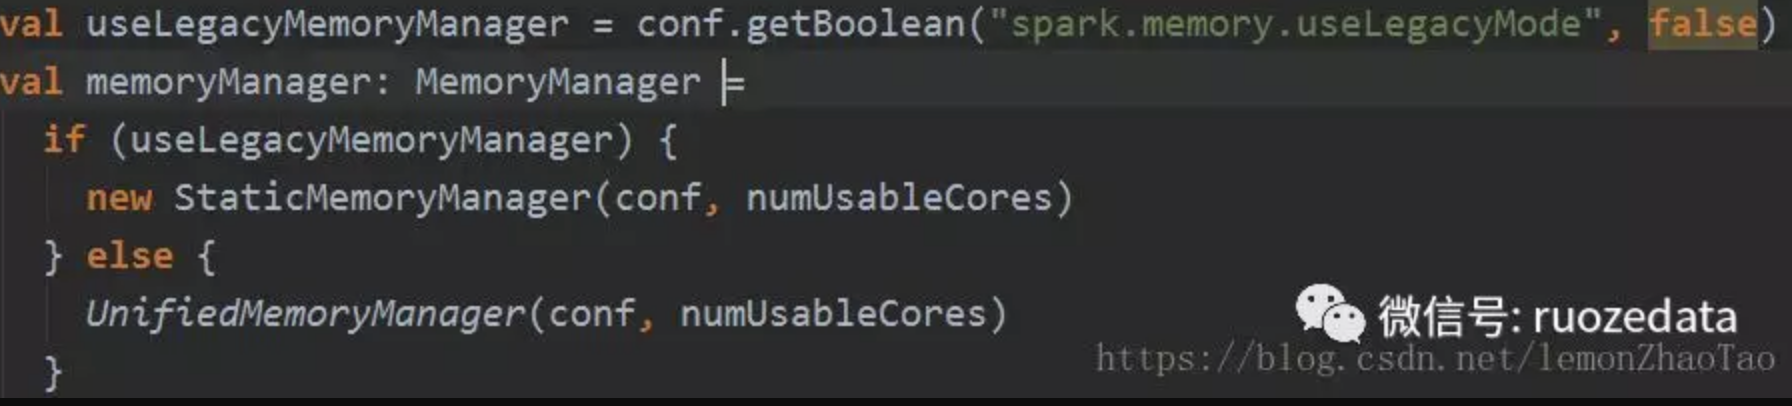 val useLegacyMemoryManager = conf.getBoolean("spark.memory.useLegacyMode", false)
val memoryManager: MemoryManager =
  if (useLegacyMemoryManager) {
    new StaticMemoryManager(conf, numUsableCores)
  } else {
    UnifiedMemoryManager(conf, numUsableCores)
  }
微信号: ruozedata
https://blog.csdn.net/lemonZhaoTao